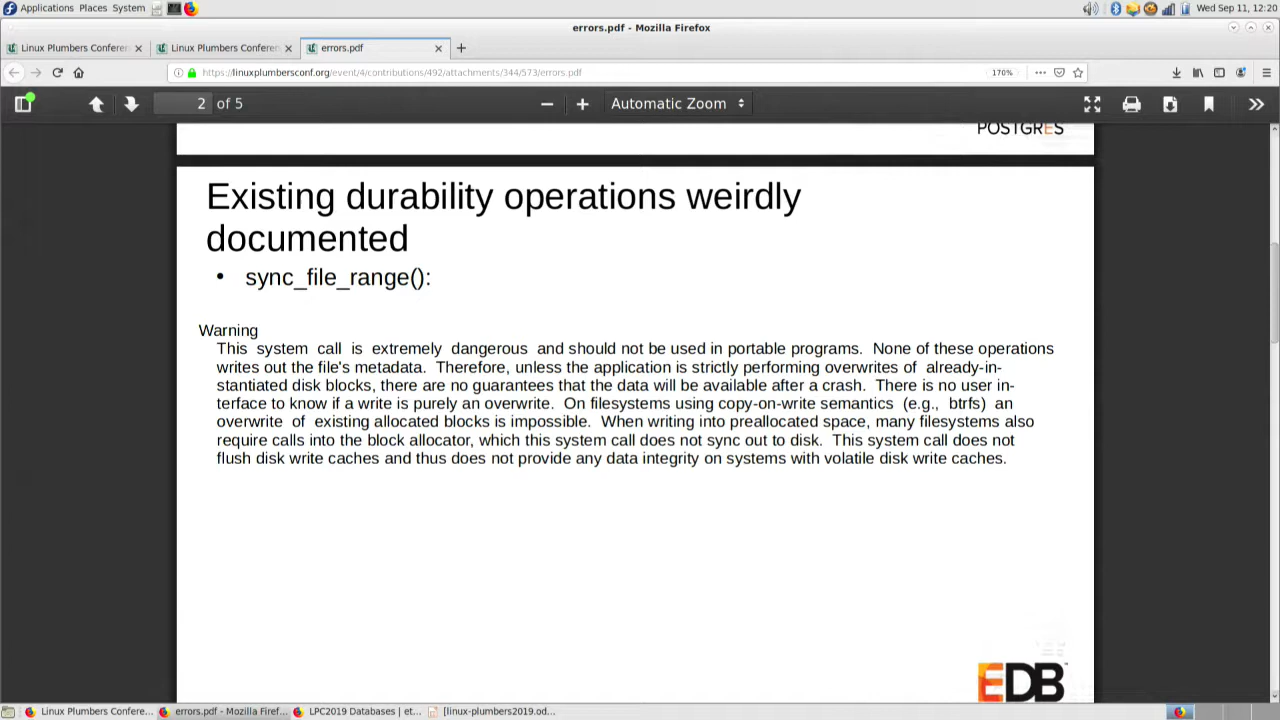 Applications Places System
Wed Sep 11, 12:20
errors.pdf - Mozilla Firefox
Linux Plumbers Conferen
Linux Plumbers Conferen
errors.pdf
https://linuxplumbersconf.org/event/4/contributions/492/attachments/344/573/errors.pdf
170%
2 of 5
Automatic Zoom
POSTGRES
Existing durability operations weirdly
documented
• sync_file_range():
Warning
This system call is extremely dangerous and should not be used in portable programs. None of these operations
writes out the file's metadata. Therefore, unless the application is strictly performing overwrites of already-in-
stantiated disk blocks, there are no guarantees that the data will be available after a crash. There is no user in-
terface to know if a write is purely an overwrite. On filesystems using copy-on-write semantics (e.g., btrfs) an
overwrite of existing allocated blocks is impossible. When writing into preallocated space, many filesystems also
require calls into the block allocator, which this system call does not sync out to disk. This system call does not
flush disk write caches and thus does not provide any data integrity on systems with volatile disk write caches.
EDB
Linux Plumbers Confere...
errors.pdf - Mozilla Firef...
LPC2019 Databases | et...
[linux-plumbers2019.od...